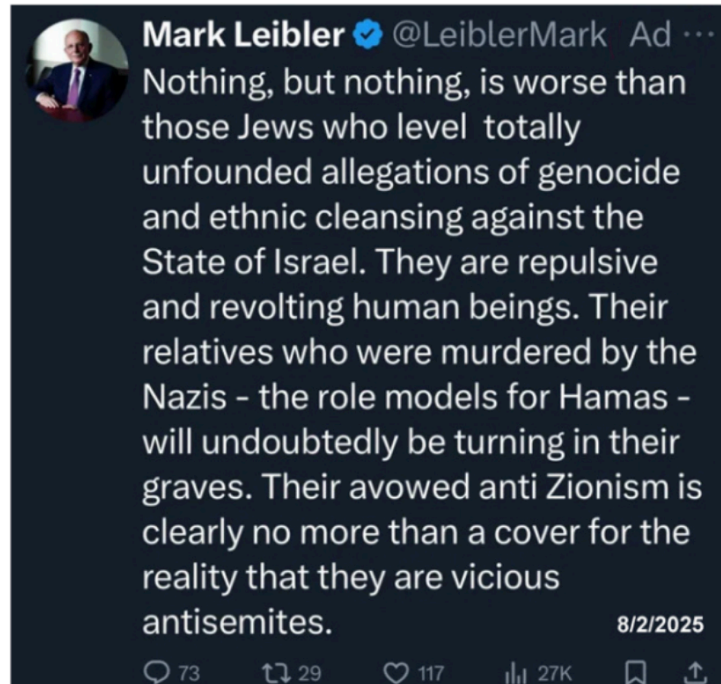 Mark Leibler @LeiblerMark Ad ...
Nothing, but nothing, is worse than
those Jews who level totally
unfounded allegations of genocide
and ethnic cleansing against the
State of Israel. They are repulsive
and revolting human beings. Their
relatives who were murdered by the
Nazis - the role models for Hamas -
will undoubtedly be turning in their
graves. Their avowed anti Zionism is
clearly no more than a cover for the
reality that they are vicious
antisemites. 8/2/2025
73 29 117 27K